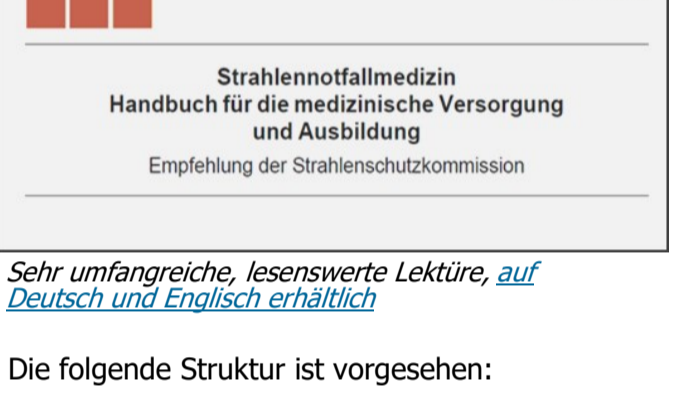 Strahlennotfallmedizin
Handbuch für die medizinische Versorgung
und Ausbildung
Empfehlung der Strahlenschutzkommission
Sehr umfangreiche, lesenswerte Lektüre, auf
Deutsch und Englisch erhältlich
Die folgende Struktur ist vorgesehen: